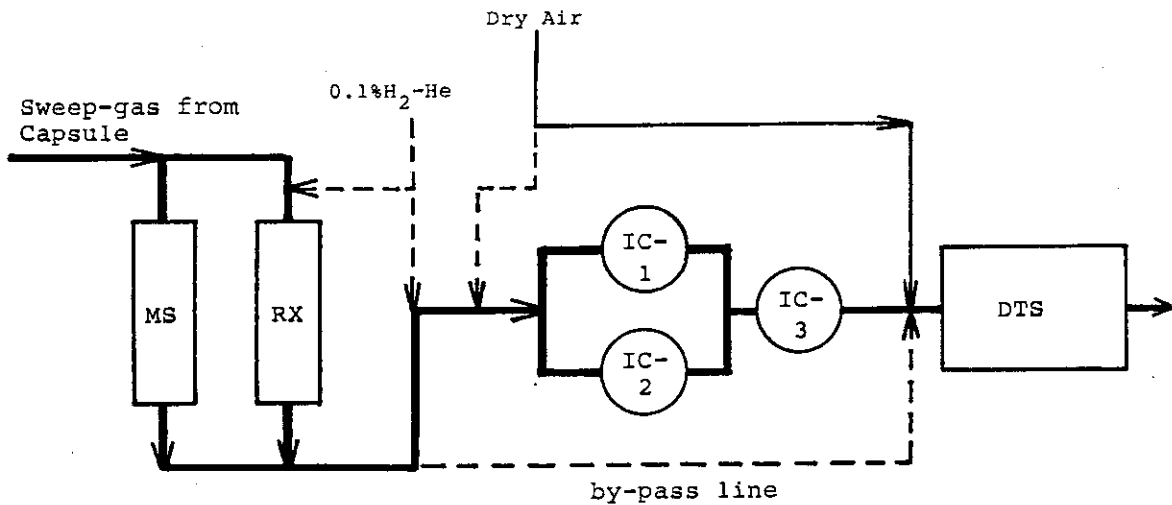 Dry Air
0.1%H₂-He
Sweep-gas from
Capsule
IC-
1
MS
RX
IC-
3
DTS
IC-
2
by-pass line